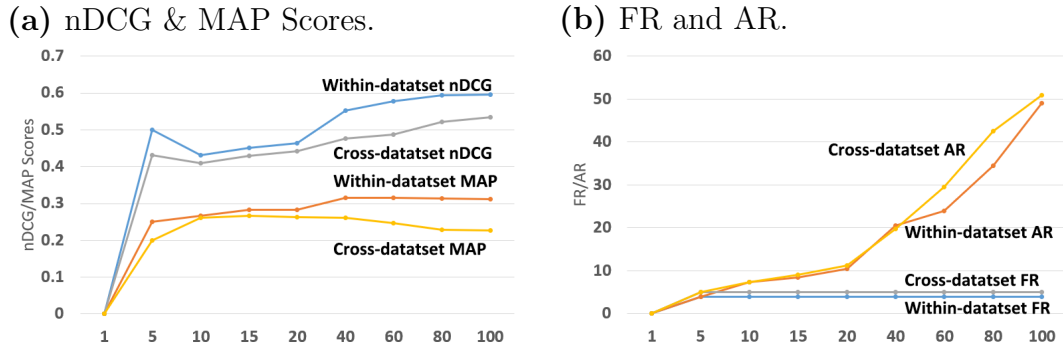 (a) nDCG & MAP Scores.
0.7
0.6
0.5
0.4
0.3
0.2
0.1
0
nDCG/MAP Scores
Within-datatset nDCG
Cross-datatset nDCG
Within-datatset MAP
Cross-datatset MAP
1 5 10 15 20 40 60 80 100
(b) FR and AR.
60
50
40
30
20
10
0
FR/AR
Cross-datatset AR
Within-datatset AR
Cross-datatset FR
Within-datatset FR
1 5 10 15 20 40 60 80 100